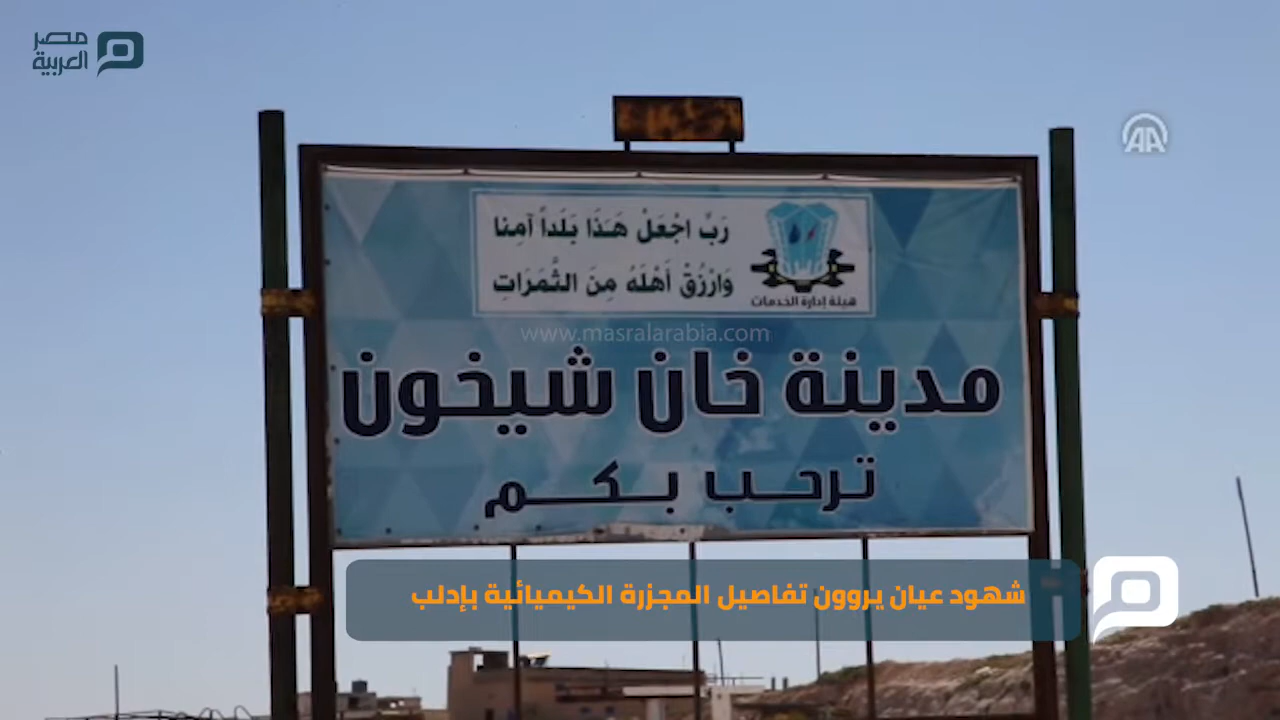 مصر
العربية
AA
رَبِّ اجْعَلْ هَـٰذَا بَلَداً آمِنا
وَارْزُقْ أَهْلَهُ مِنَ الثَّمَرَاتِ
هيئة إدارة الخدمات
www.masralarabia.com
مدينة خان شيخون
ترحب بكم
شهود عيان يروون تفاصيل المجزرة الكيميائية بإدلب